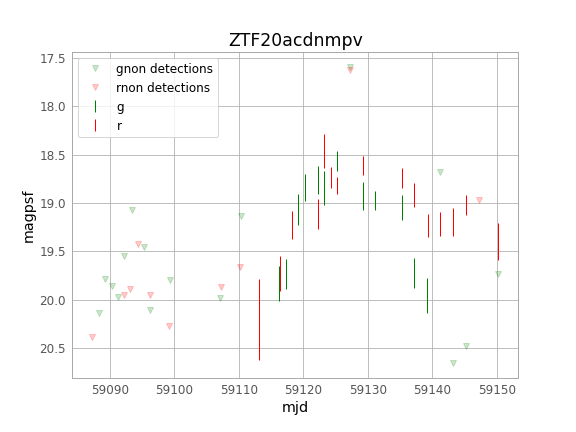 ZTF20acdnmpv
gnon detections
rnon detections
g
r
magpsf
17.5
18.0
18.5
19.0
19.5
20.0
20.5
59090 59100 59110 59120 59130 59140 59150
mjd